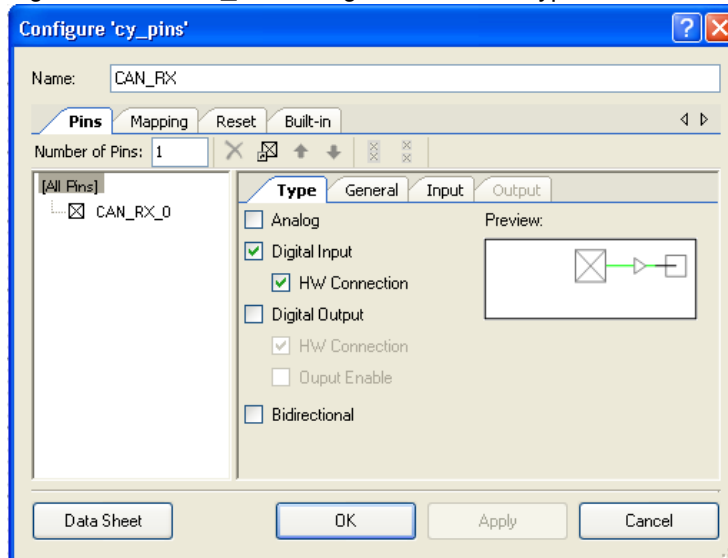 Configure 'cy_pins'
Name: CAN_RX
Pins Mapping Reset Built-in
Number of Pins: 1
[All Pins]
CAN_RX_0
Type General Input Output
Analog
Preview:
Digital Input
HW Connection
Digital Output
HW Connection
Ouput Enable
Bidirectional
Data Sheet OK Apply Cancel